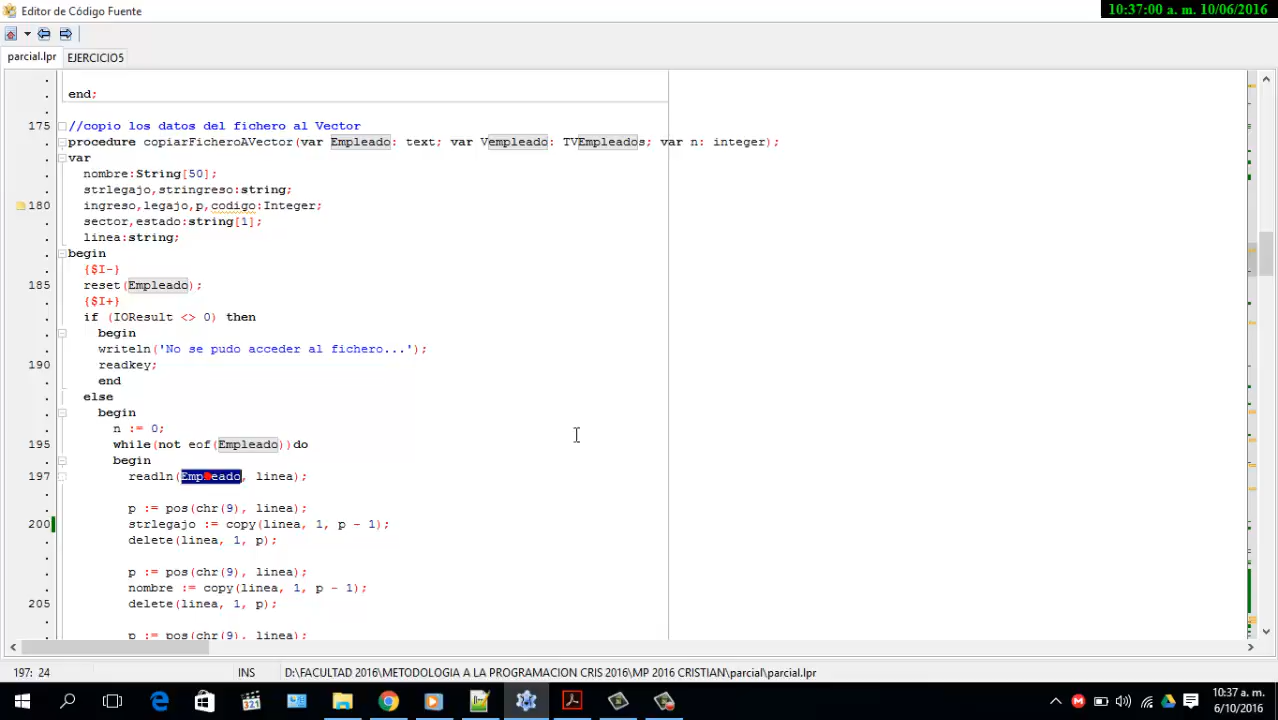 Editor de Código Fuente
10:37:00 a. m. 10/06/2016
parcial.lpr
EJERCICIO5
end;
175 //copio los datos del fichero al Vector
procedure copiarFicheroAVector(var Empleado: text; var Vempleado: TVEmpleados; var n: integer);
var
nombre:String[50];
strlegajo,stringreso:string;
180 ingreso,legajo,p,codigo:Integer;
sector,estado:string[1];
linea:string;
begin
{$I-}
185 reset(Empleado);
{$I+}
if (IOResult <> 0) then
begin
writeln('No se pudo acceder al fichero...');
190 readkey;
end
else
begin
n := 0;
195 while(not eof(Empleado))do
begin
197 readln(Empleado, linea);
p := pos(chr(9), linea);
200 strlegajo := copy(linea, 1, p - 1);
delete(linea, 1, p);
p := pos(chr(9), linea);
nombre := copy(linea, 1, p - 1);
205 delete(linea, 1, p);
p := pos(chr(9), linea);
197: 24
INS
D:\FACULTAD 2016\METODOLOGIA A LA PROGRAMACION CRIS 2016\MP 2016 CRISTIAN\parcial\parcial.lpr
321
10:37 a.m.
6/10/2016